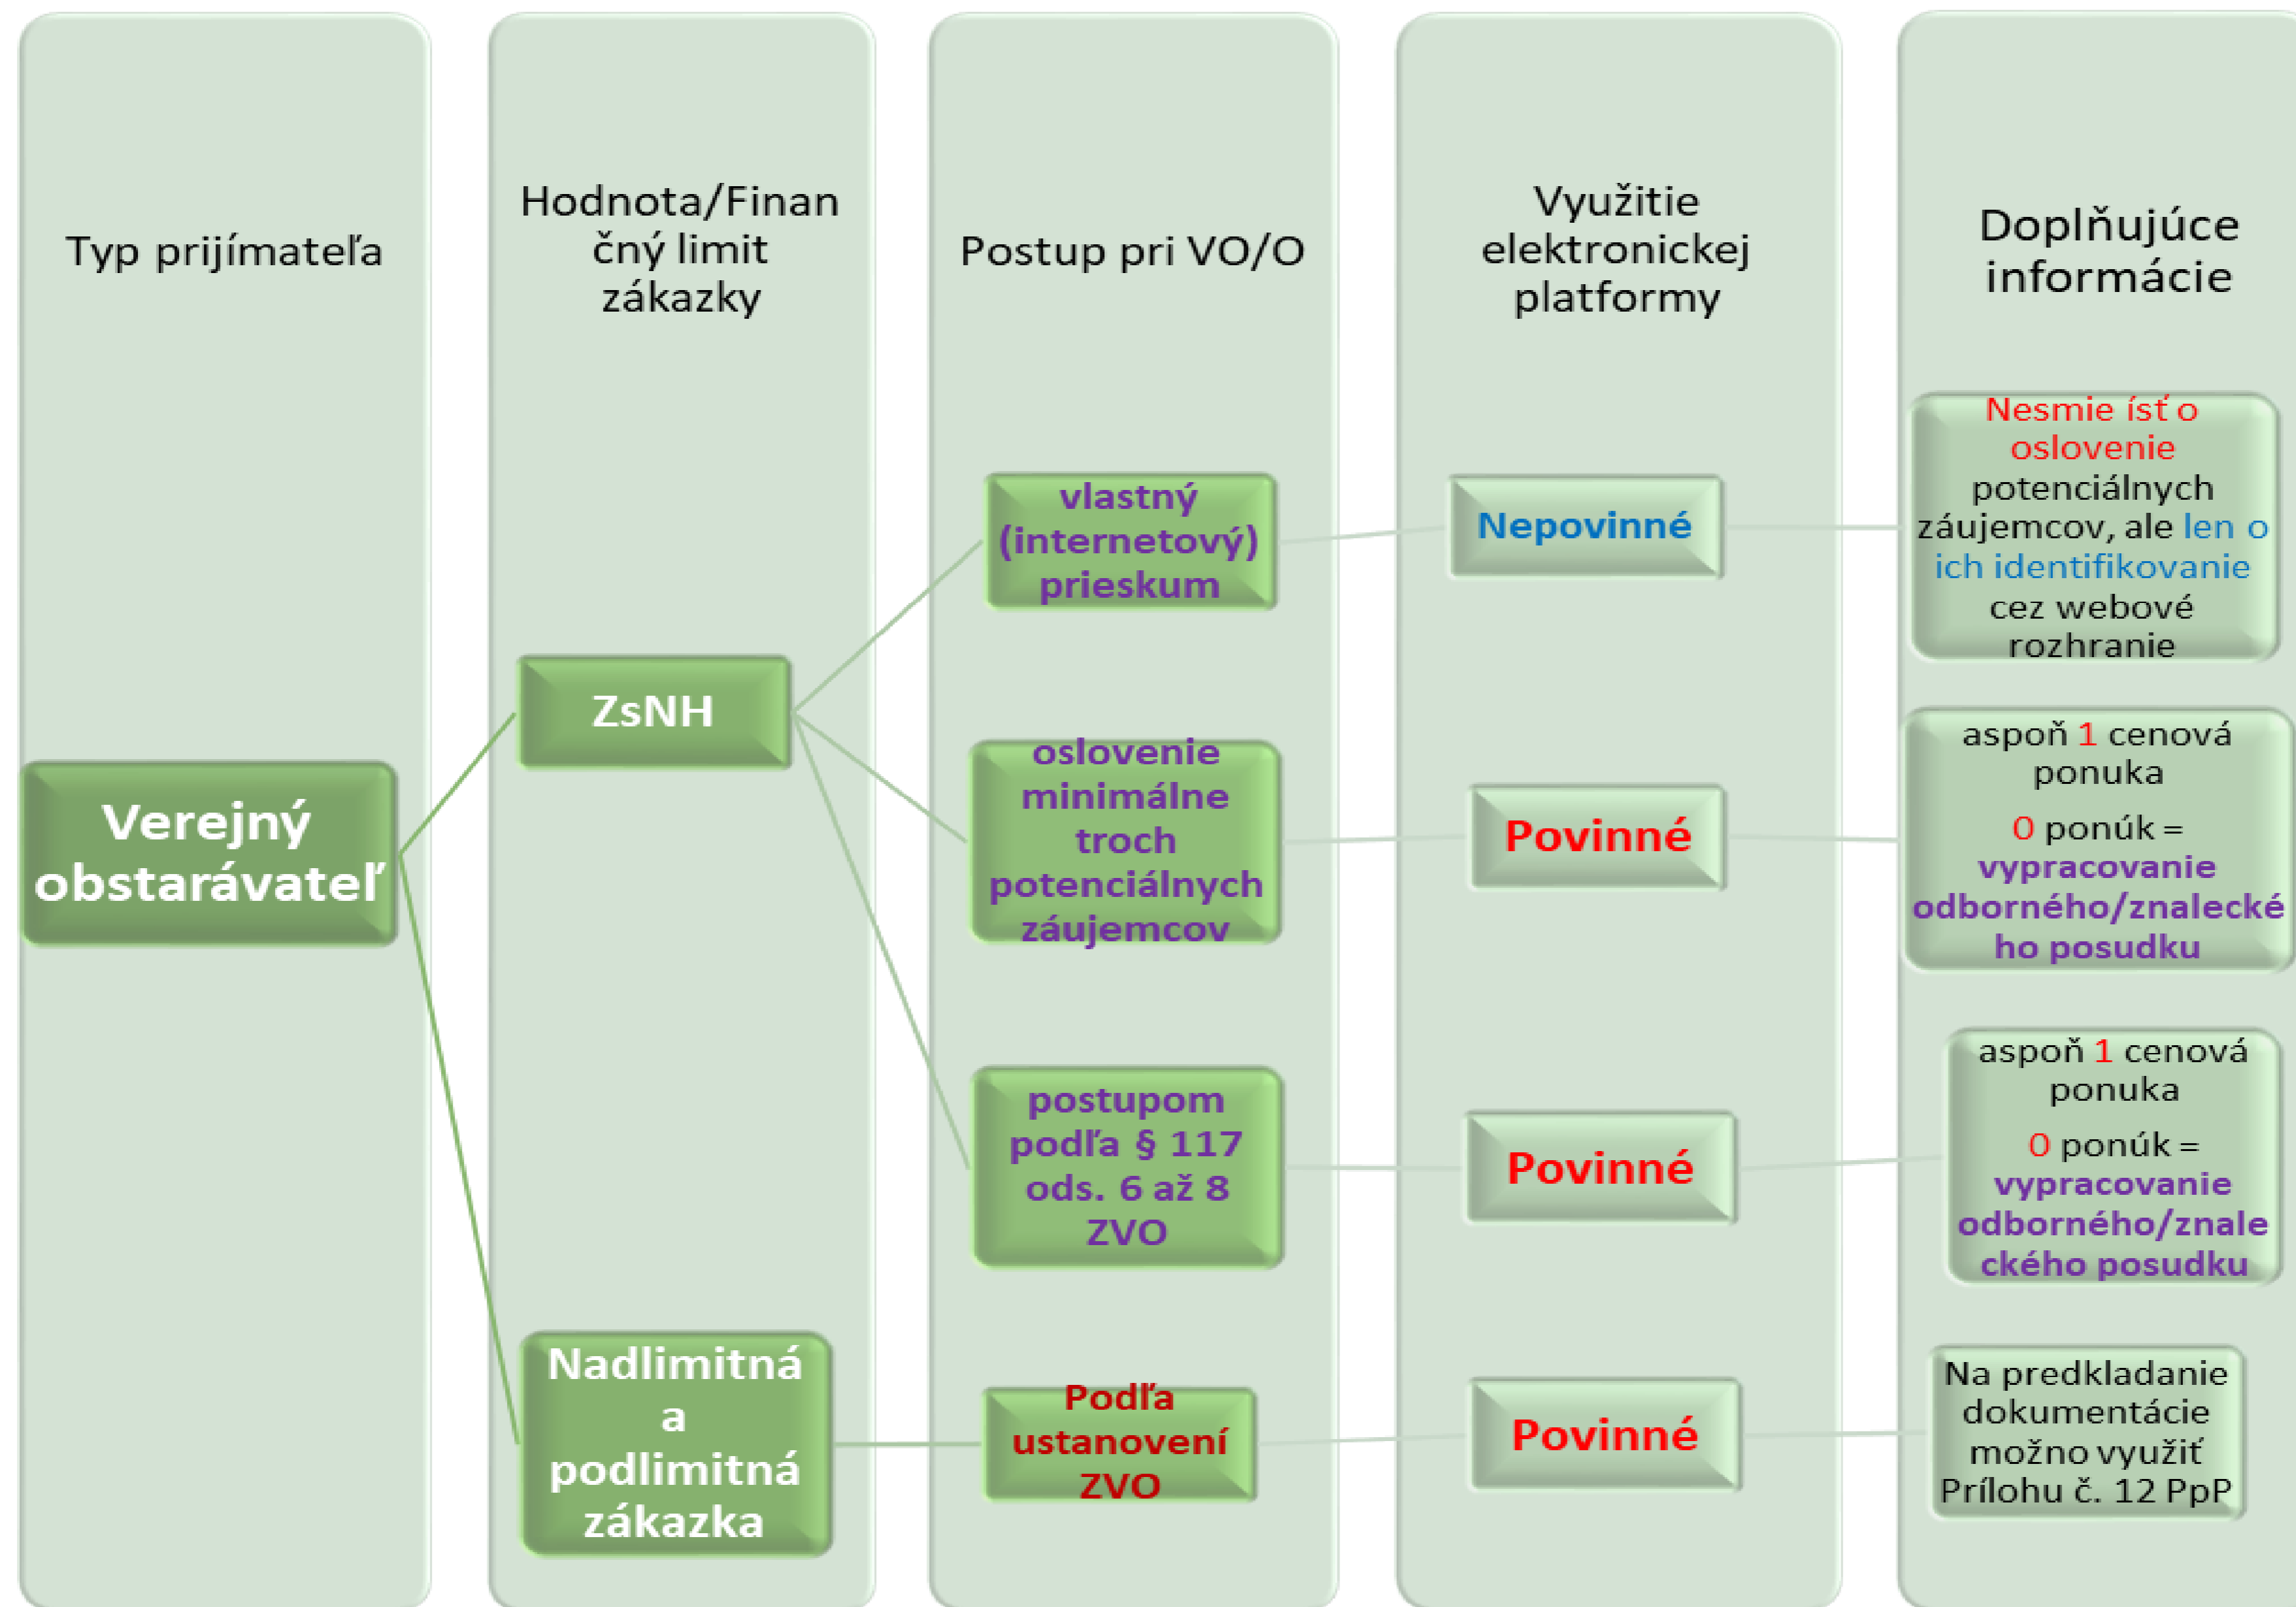 Typ prijímateľa
Hodnota/Finan
čný limit
zákazky
Postup pri VO/O
Využitie
elektronickej
platformy
Doplňujúce
informácie
Verejný
obstarávateľ
ZsNH
Nadlimitná
a
podlimitná
zákazka
vlastný
(internetový)
prieskum
Nepovinné
Nesmie ísť o
oslovenie
potenciálnych
záujemcov, ale len o
ich identifikovanie
cez webové
rozhranie
oslovenie
minimálne
troch
potenciálnych
záujemcov
Povinné
aspoň 1 cenová
ponuka
0 ponúk =
vypracovanie
odborného/znalecké
ho posudku
postupom
podľa § 117
ods. 6 až 8
ZVO
Povinné
aspoň 1 cenová
ponuka
0 ponúk =
vypracovanie
odborného/znale
ckého posudku
Podľa
ustanovení
ZVO
Povinné
Na predkladanie
dokumentácie
možno využiť
Prílohu č. 12 PpP